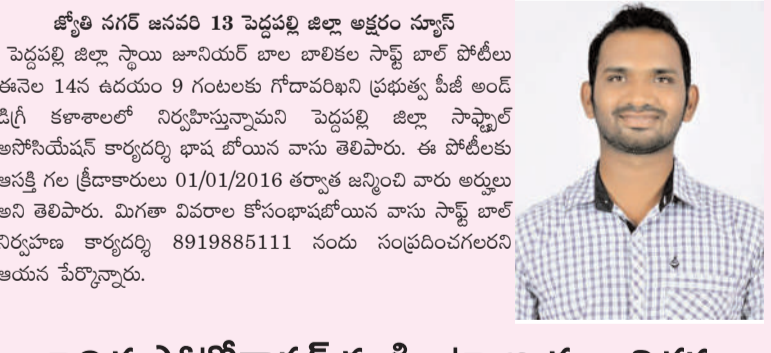 జ్యోతి నగర్ జనవరి 13 పెద్దపల్లి జిల్లా అక్షరం న్యూస్
పెద్దపల్లి జిల్లా స్థాయి జూనియర్ బాల బాలికల సాఫ్ట్ బాల్ పోటీలు
ఈనెల 14న ఉదయం 9 గంటలకు గోదావరిఖని ప్రభుత్వ పీజీ అండ్
డిగ్రీ కళాశాలలో నిర్వహిస్తున్నామని పెద్దపల్లి జిల్లా సాఫ్ట్బాల్
అసోసియేషన్ కార్యదర్శి భాష బోయిన వాసు తెలిపారు. ఈ పోటీలకు
ఆసక్తి గల క్రీడాకారులు 01/01/2016 తర్వాత జన్మించి వారు అర్హులు
అని తెలిపారు. మిగతా వివరాల కోసంభాషబోయిన వాసు సాఫ్ట్ బాల్
నిర్వహణ కార్యదర్శి 8919885111 నందు సంప్రదించగలరని
ఆయన పేర్కొన్నారు.